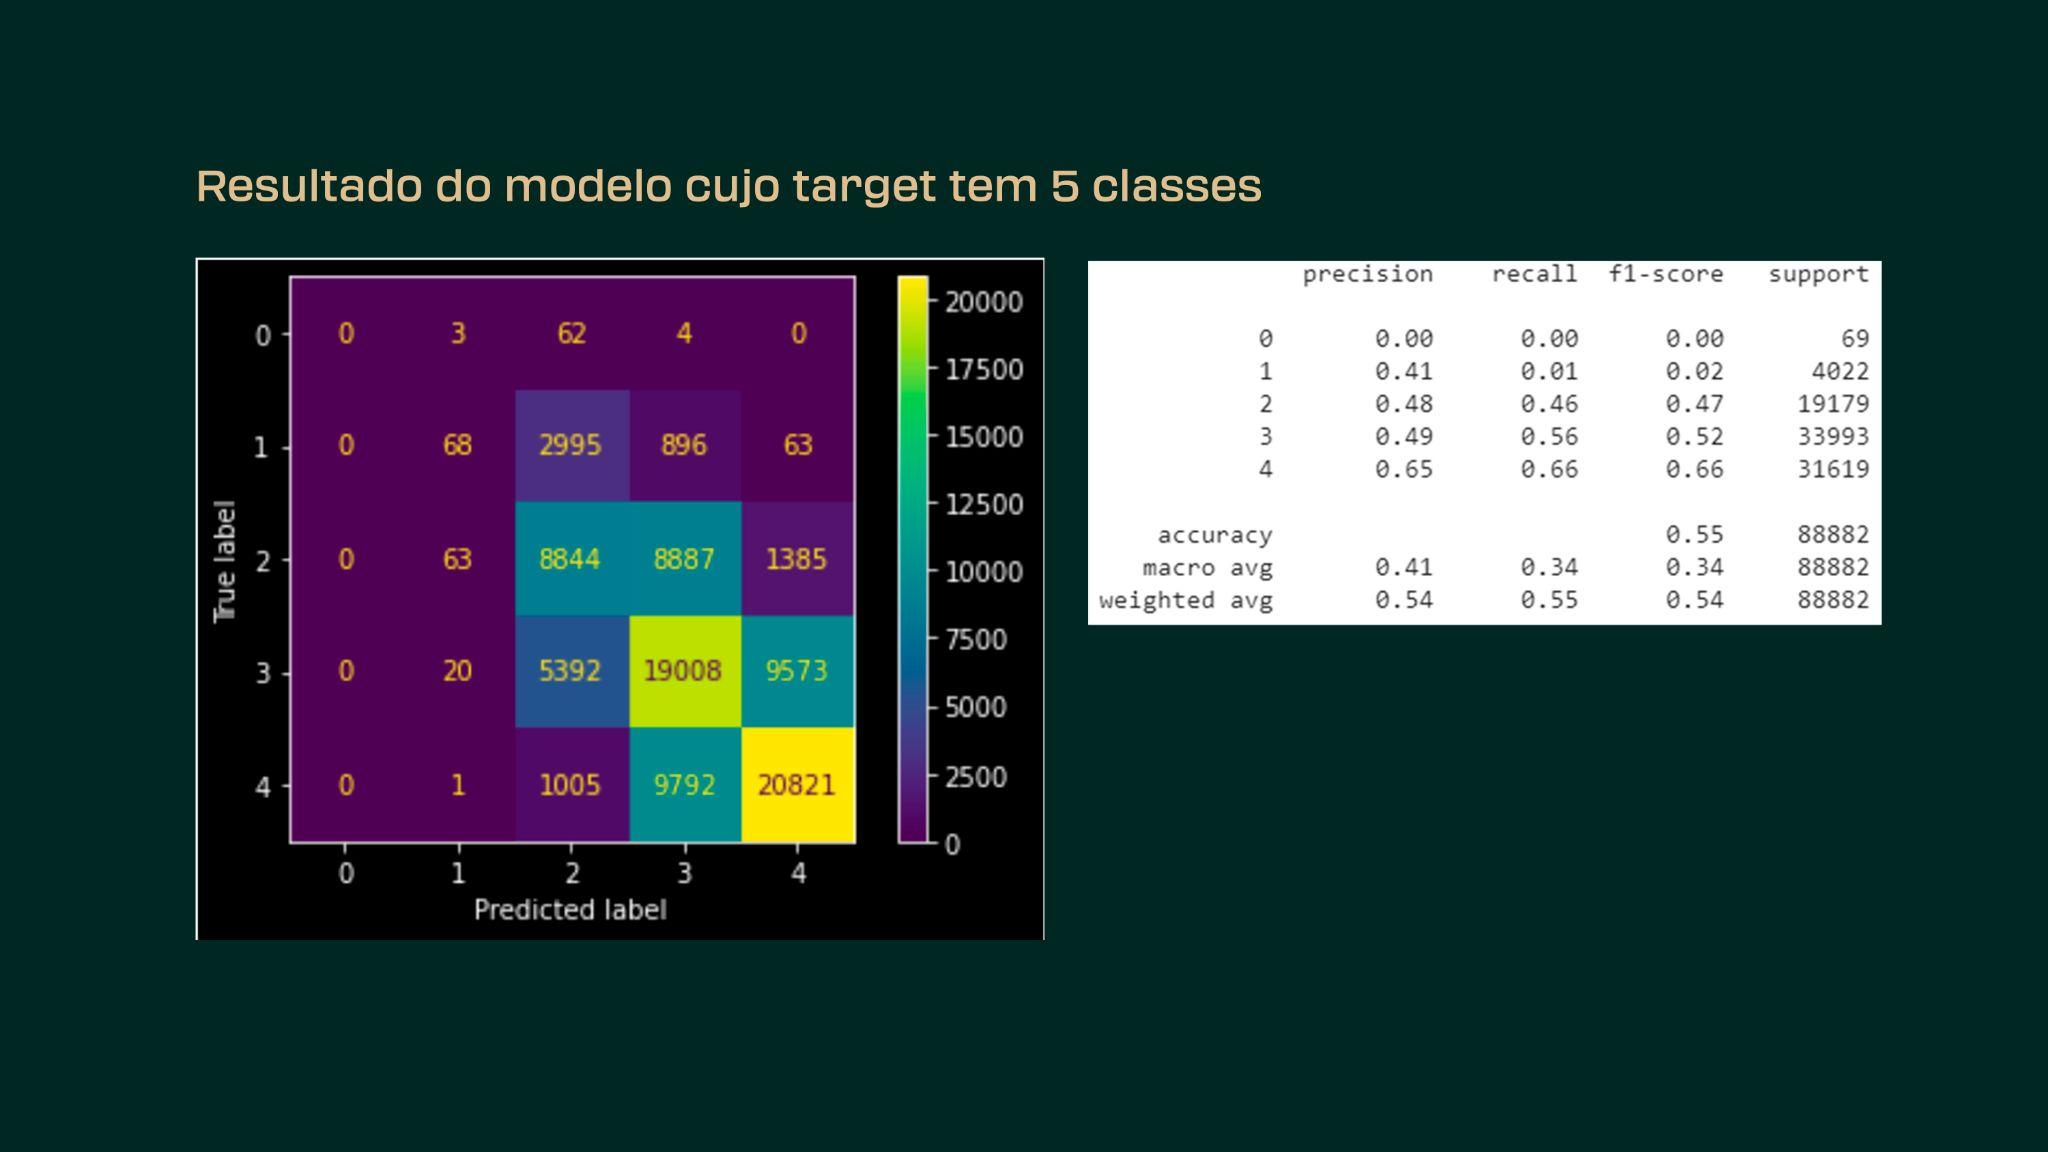 Resultado do modelo cujo target tem 5 classes
True label
0 0 3 62 4 0
1 0 68 2995 896 63
2 0 63 8844 8887 1385
3 0 20 5392 19008 9573
4 0 1 1005 9792 20821
0 1 2 3 4
Predicted label
20000
17500
15000
12500
10000
7500
5000
2500
0
precision recall f1-score support
0 0.00 0.00 0.00 69
1 0.41 0.01 0.02 4022
2 0.48 0.46 0.47 19179
3 0.49 0.56 0.52 33993
4 0.65 0.66 0.66 31619
accuracy 0.55 88882
macro avg 0.41 0.34 0.34 88882
weighted avg 0.54 0.55 0.54 88882